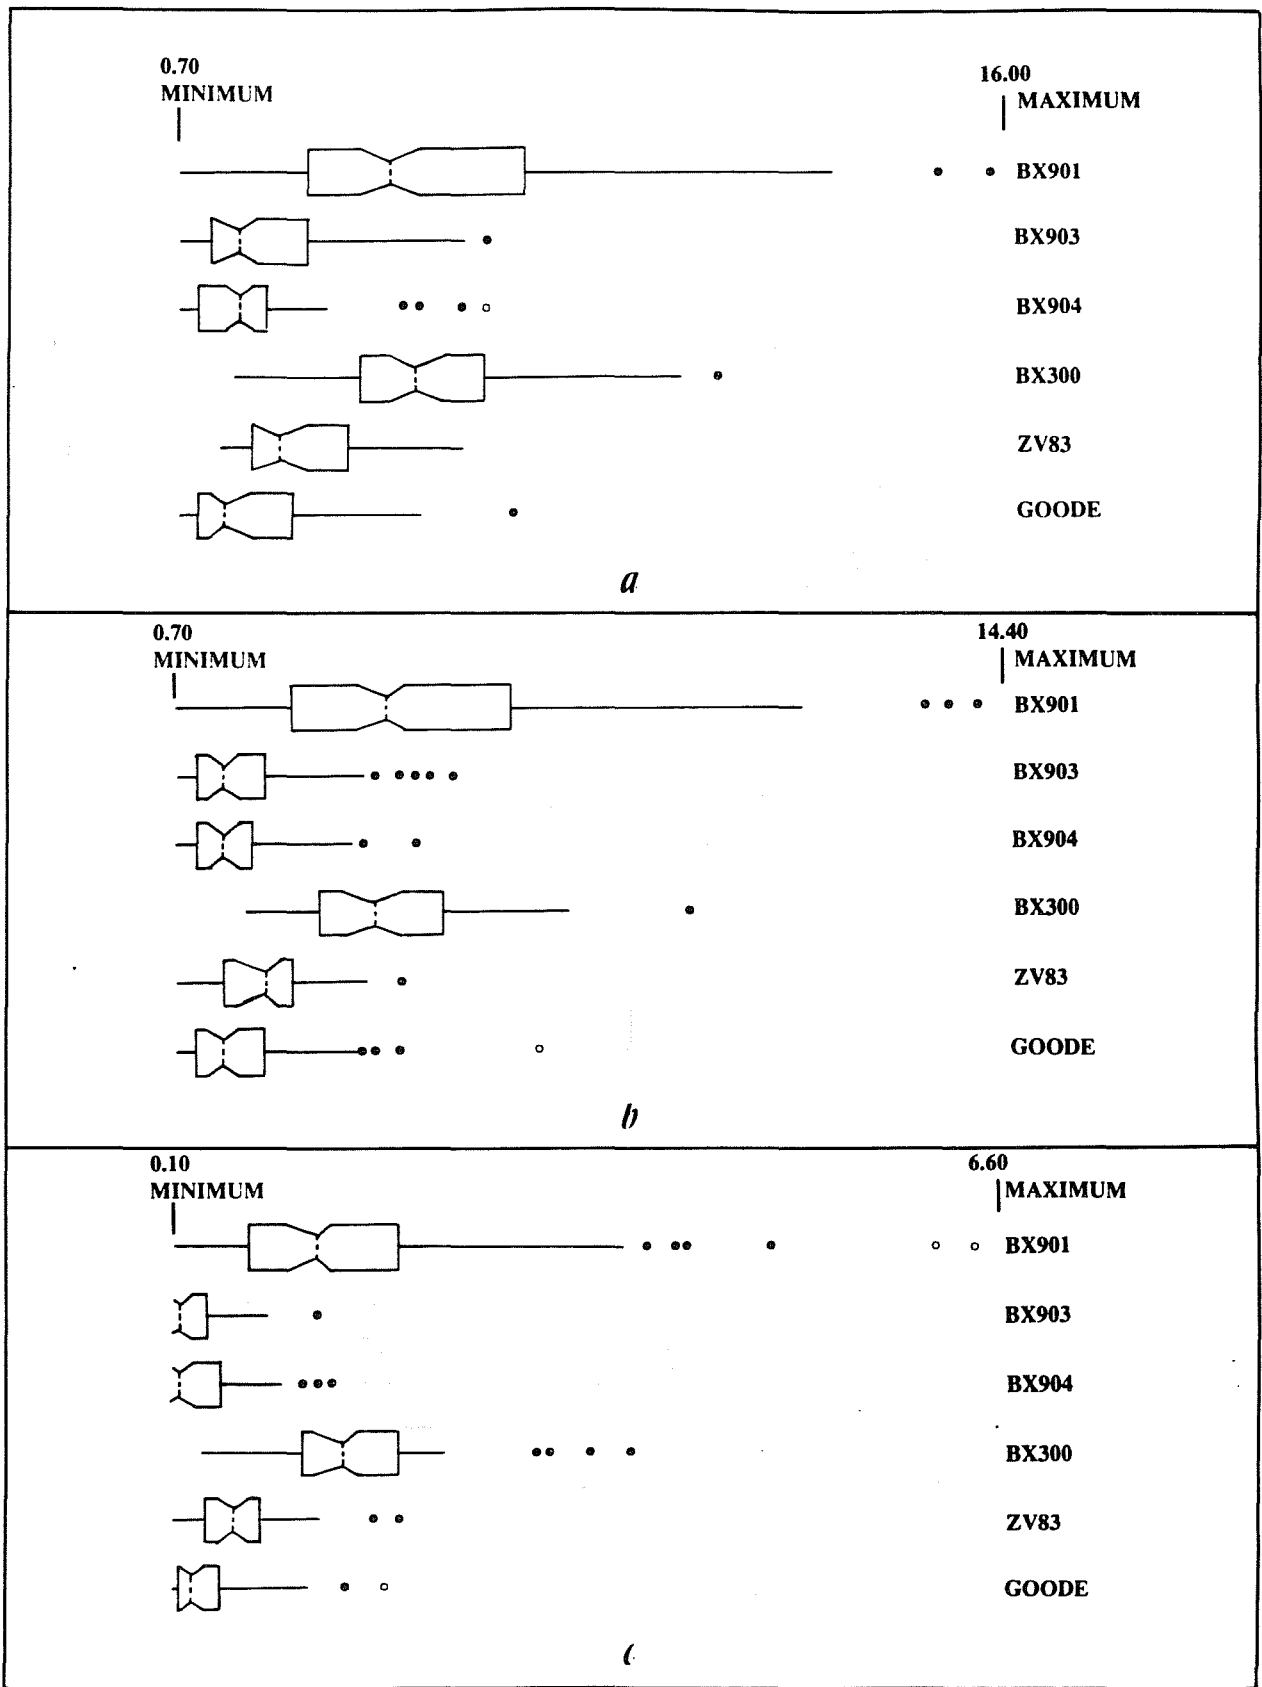 0.70
MINIMUM
16.00
MAXIMUM
BX901
BX903
BX904
BX300
ZV83
GOODE
a
0.70
MINIMUM
14.40
MAXIMUM
BX901
BX903
BX904
BX300
ZV83
GOODE
b
0.10
MINIMUM
6.60
MAXIMUM
BX901
BX903
BX904
BX300
ZV83
GOODE
c